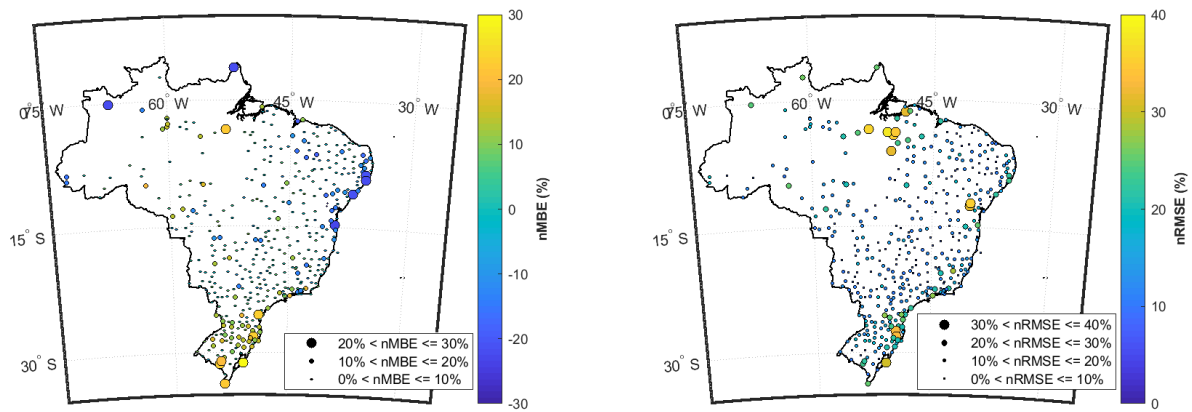 30
20
10
0
-10
-20
-30
nMBE (%)
0° 75° W
60° W
45° W
30° W
15° S
30° S
20% < nMBE <= 30%
10% < nMBE <= 20%
0% < nMBE <= 10%
40
30
20
10
0
nRMSE (%)
0° 75° W
60° W
45° W
30° W
15° S
30° S
30% < nRMSE <= 40%
20% < nRMSE <= 30%
10% < nRMSE <= 20%
0% < nRMSE <= 10%